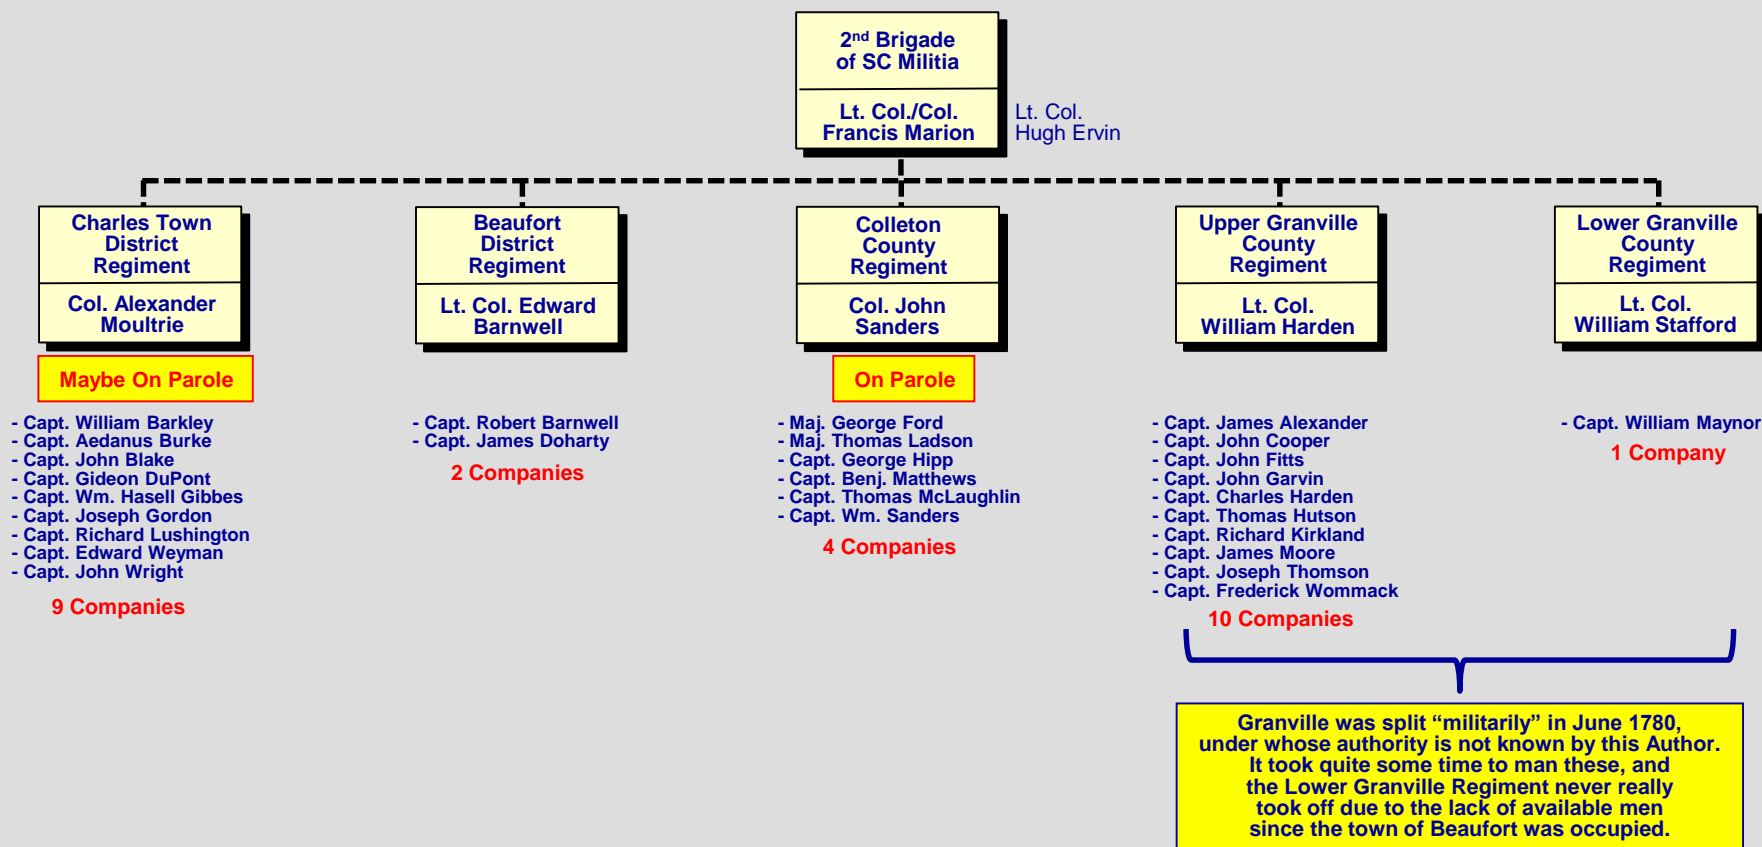 2nd Brigade
of SC Militia
Lt. Col./Col.
Francis Marion
Lt. Col.
Hugh Ervin
Charles Town
District
Regiment
Col. Alexander
Moultrie
Maybe On Parole
- Capt. William Barkley
- Capt. Aedanus Burke
- Capt. John Blake
- Capt. Gideon DuPont
- Capt. Wm. Hasell Gibbes
- Capt. Joseph Gordon
- Capt. Richard Lushington
- Capt. Edward Weyman
- Capt. John Wright
9 Companies
Beaufort
District
Regiment
Lt. Col. Edward
Barnwell
- Capt. Robert Barnwell
- Capt. James Doharty
2 Companies
Colleton
County
Regiment
Col. John
Sanders
On Parole
- Maj. George Ford
- Maj. Thomas Ladson
- Capt. George Hipp
- Capt. Benj. Matthews
- Capt. Thomas McLaughlin
- Capt. Wm. Sanders
4 Companies
Upper Granville
County
Regiment
Lt. Col.
William Harden
- Capt. James Alexander
- Capt. John Cooper
- Capt. John Fitts
- Capt. John Garvin
- Capt. Charles Harden
- Capt. Thomas Hutson
- Capt. Richard Kirkland
- Capt. James Moore
- Capt. Joseph Thomson
- Capt. Frederick Wommack
10 Companies
Lower Granville
County
Regiment
Lt. Col.
William Stafford
- Capt. William Maynor
1 Company
Granville was split “militarily” in June 1780,
under whose authority is not known by this Author.
It took quite some time to man these, and
the Lower Granville Regiment never really
took off due to the lack of available men
since the town of Beaufort was occupied.